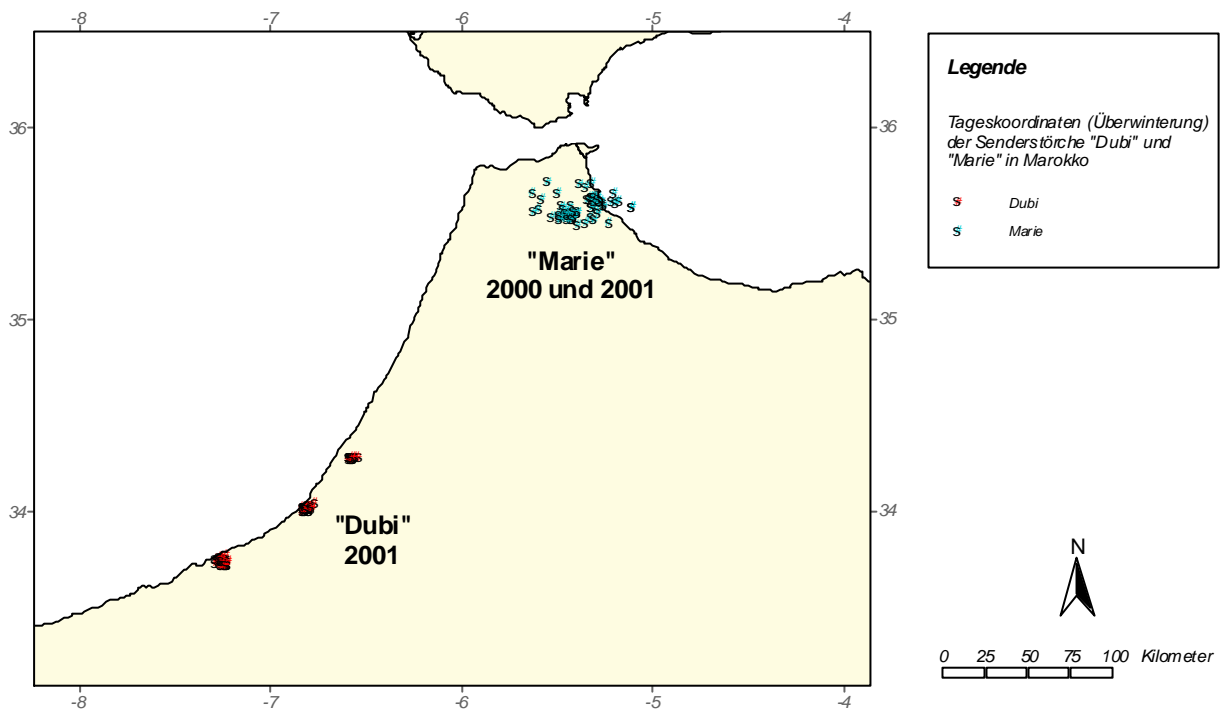 -8 -7 -6 -5 -4
Legende
Tageskoordinaten (Überwinterung)
der Senderstörche "Dubi" und
"Marie" in Marokko
Dubi
Marie
36 36
"Marie"
2000 und 2001
35 35
34 34
"Dubi"
2001
N
0 25 50 75 100 Kilometer
-8 -7 -6 -5 -4